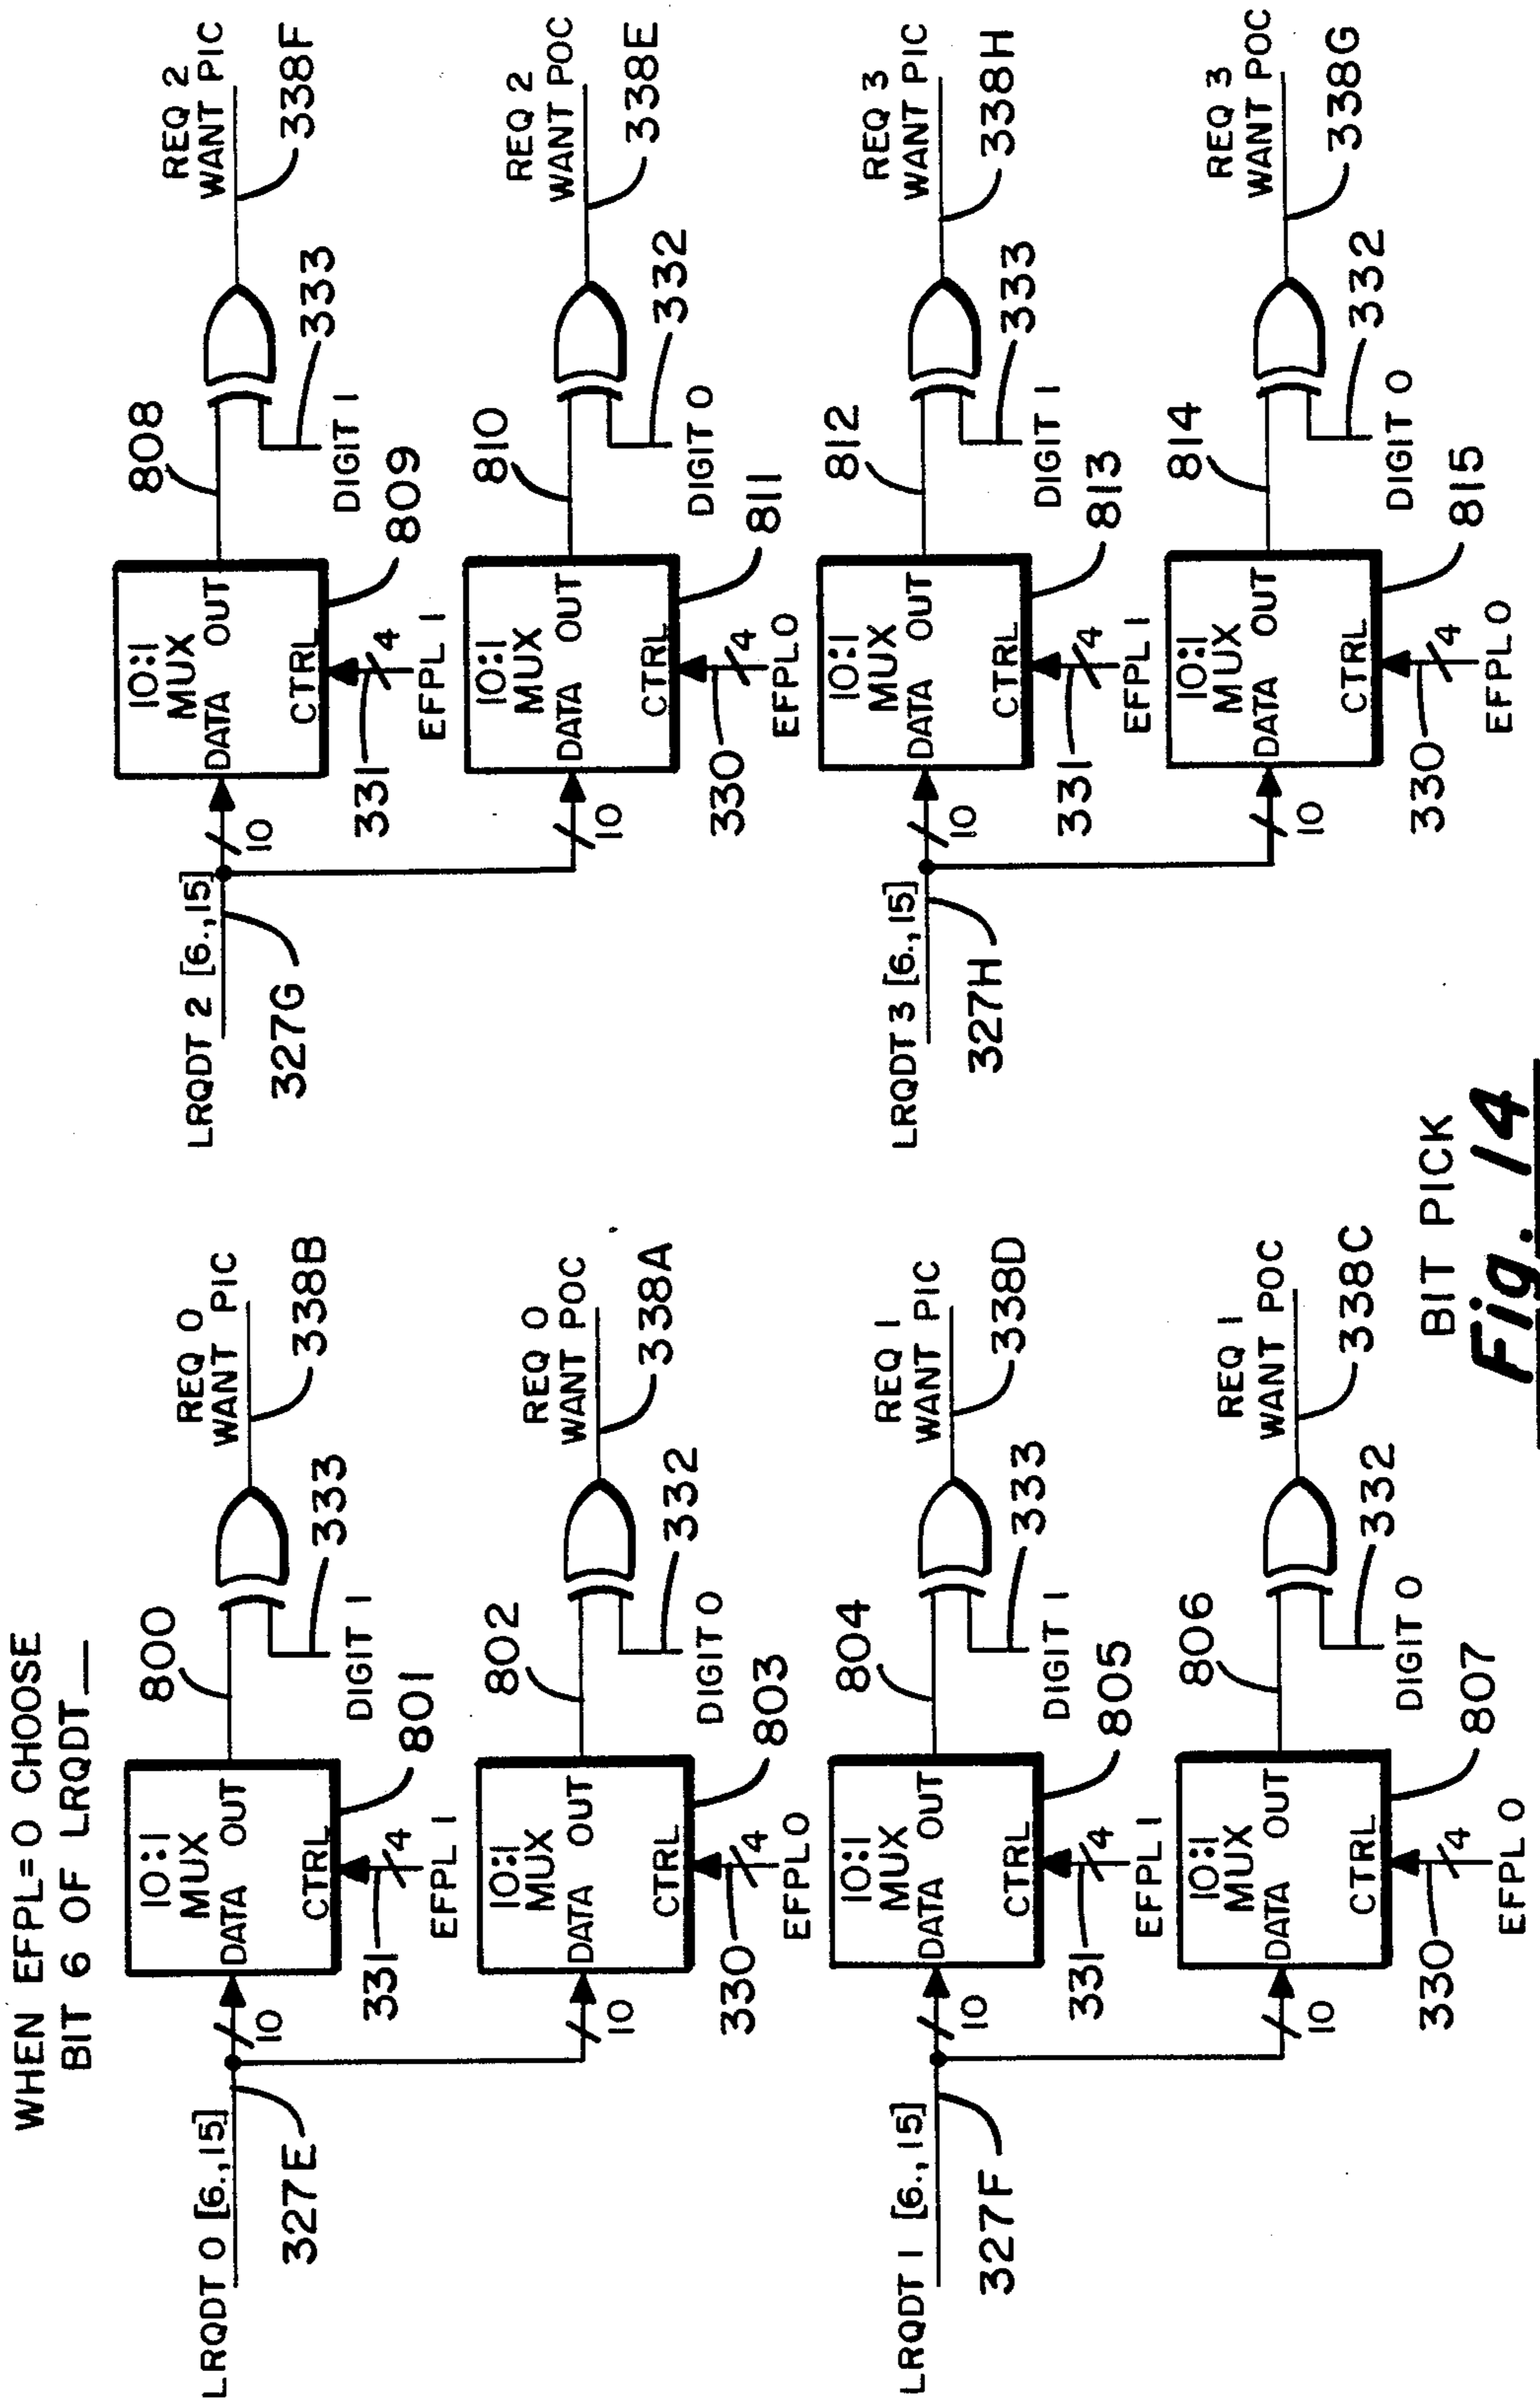 WHEN EFPL=0 CHOOSE
BIT 6 OF LRQDT__
LRQDT 0 [6.,15]
327E
10
10:1
MUX
DATA OUT
CTRL
331
4
EFPL 1
801
800
DIGIT 1
333
REQ 0
WANT PIC
338B
10
10:1
MUX
DATA OUT
CTRL
330
4
EFPL 0
803
802
DIGIT 0
332
REQ 0
WANT POC
338A
LRQDT 1 [6.,15]
327F
10
10:1
MUX
DATA OUT
CTRL
331
4
EFPL 1
805
804
DIGIT 1
333
REQ 1
WANT PIC
338D
10
10:1
MUX
DATA OUT
CTRL
330
4
EFPL 0
807
806
DIGIT 0
332
REQ 1
WANT POC
338C
LRQDT 2 [6.,15]
327G
10
10:1
MUX
DATA OUT
CTRL
331
4
EFPL 1
809
808
DIGIT 1
333
REQ 2
WANT PIC
338F
10
10:1
MUX
DATA OUT
CTRL
330
4
EFPL 0
811
810
DIGIT 0
332
REQ 2
WANT POC
338E
LRQDT 3 [6.,15]
327H
10
10:1
MUX
DATA OUT
CTRL
331
4
EFPL 1
813
812
DIGIT 1
333
REQ 3
WANT PIC
338H
10
10:1
MUX
DATA OUT
CTRL
330
4
EFPL 0
815
814
DIGIT 0
332
REQ 3
WANT POC
338G
BIT PICK
Fig. 14